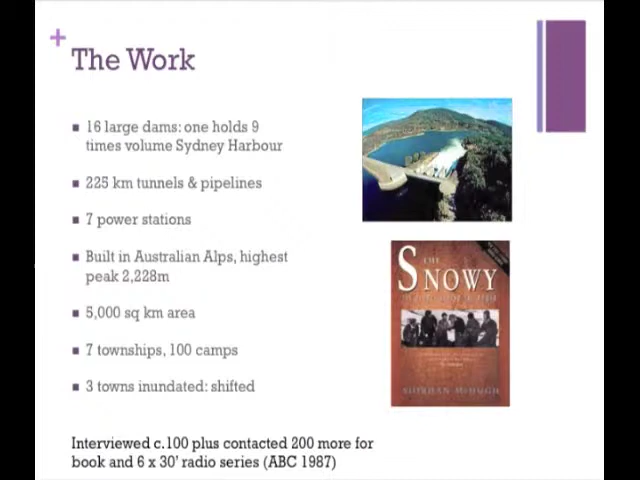 +
The Work
16 large dams: one holds 9
times volume Sydney Harbour
225 km tunnels & pipelines
7 power stations
Built in Australian Alps, highest
peak 2,228m
5,000 sq km area
7 townships, 100 camps
3 towns inundated: shifted
THE
SNOWY
SIOBHAN McHUGH
Interviewed c.100 plus contacted 200 more for
book and 6 x 30’ radio series (ABC 1987)